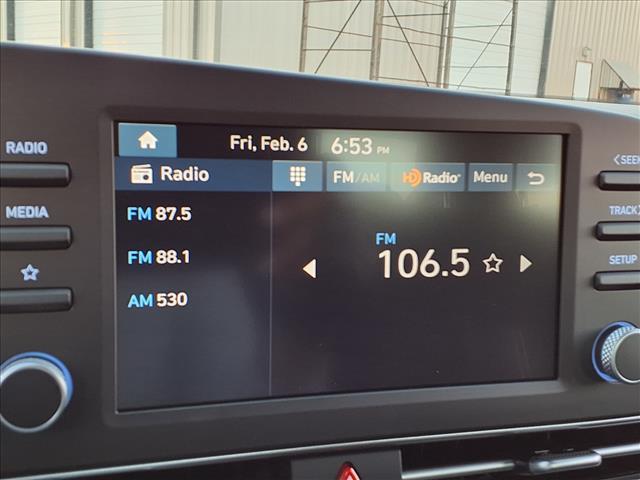 Fri, Feb. 6 6:53 PM
RADIO
Radio FM/AM HD Radio Menu
MEDIA
FM 87.5
FM 88.1
AM 530
FM
106.5
<SEEK
TRACK>
SETUP